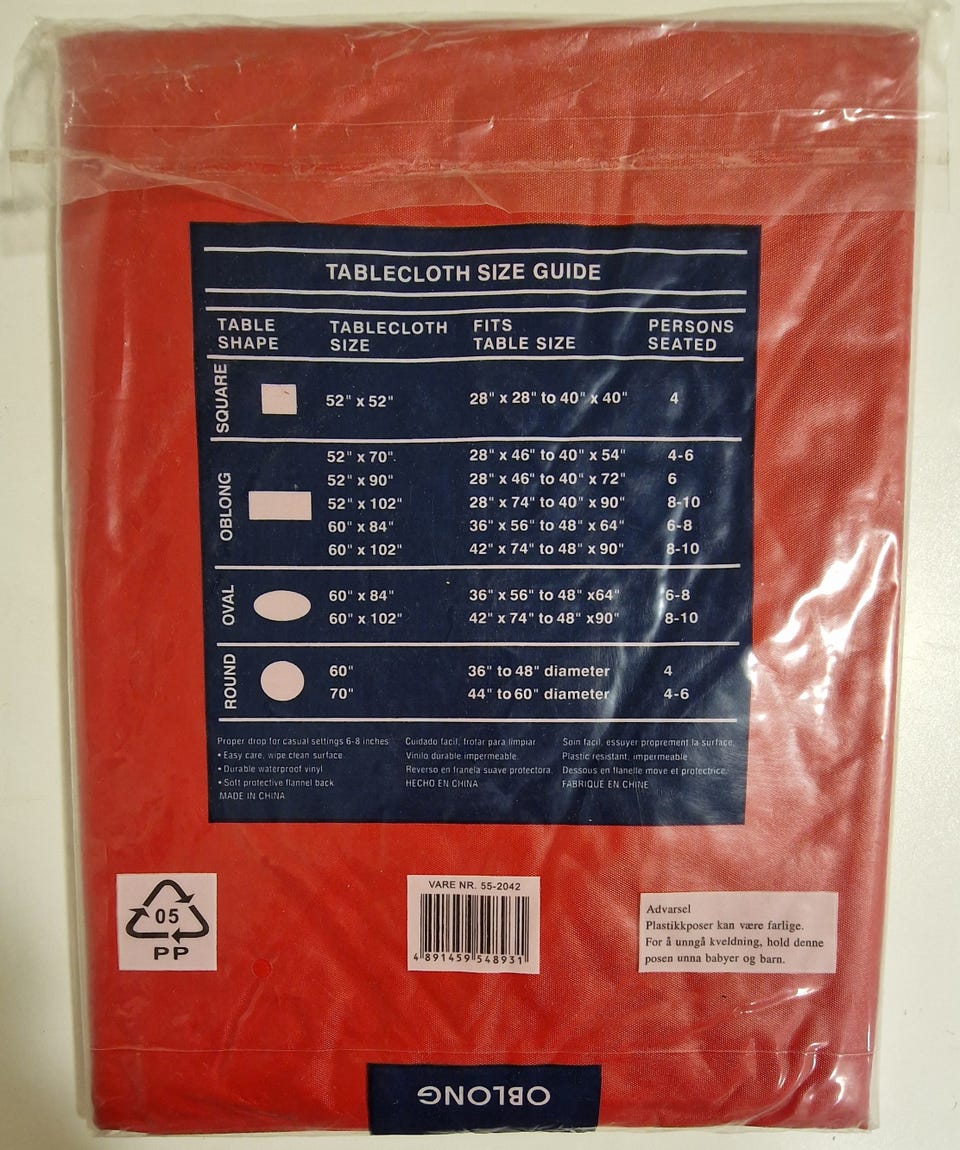 TABLECLOTH SIZE GUIDE
TABLE SHAPE TABLECLOTH SIZE FITS TABLE SIZE PERSONS SEATED
SQUARE
52" x 52" 28" x 28" to 40" x 40" 4
OBLONG
52" x 70" 28" x 46" to 40" x 54" 4-6
52" x 90" 28" x 46" to 40" x 72" 6
52" x 102" 28" x 74" to 40" x 90" 8-10
60" x 84" 36" x 56" to 48" x 64" 6-8
60" x 102" 42" x 74" to 48" x 90" 8-10
OVAL
60" x 84" 36" x 56" to 48" x64" 6-8
60" x 102" 42" x 74" to 48" x90" 8-10
ROUND
60" 36" to 48" diameter 4
70" 44" to 60" diameter 4-6
Proper drop for casual settings 6-8 inches
• Easy care, wipe clean surface
• Durable waterproof vinyl
• Soft protective flannel back
MADE IN CHINA
Cuidado facil, frotar para limpiar
Vinilo durable impermeable.
Reverso en franela suave protectora.
HECHO EN CHINA
Soin facil, essuyer proprement la surface.
Plastic resistant, impermeable
Dessous en flanelle move et protectrice.
FABRIQUE EN CHINE
05
PP
VARE NR. 55-2042
4 891459 548931
Advarsel
Plastikkposer kan være farlige.
For å unngå kveldning, hold denne
posen unna babyer og barn.
OBLONG